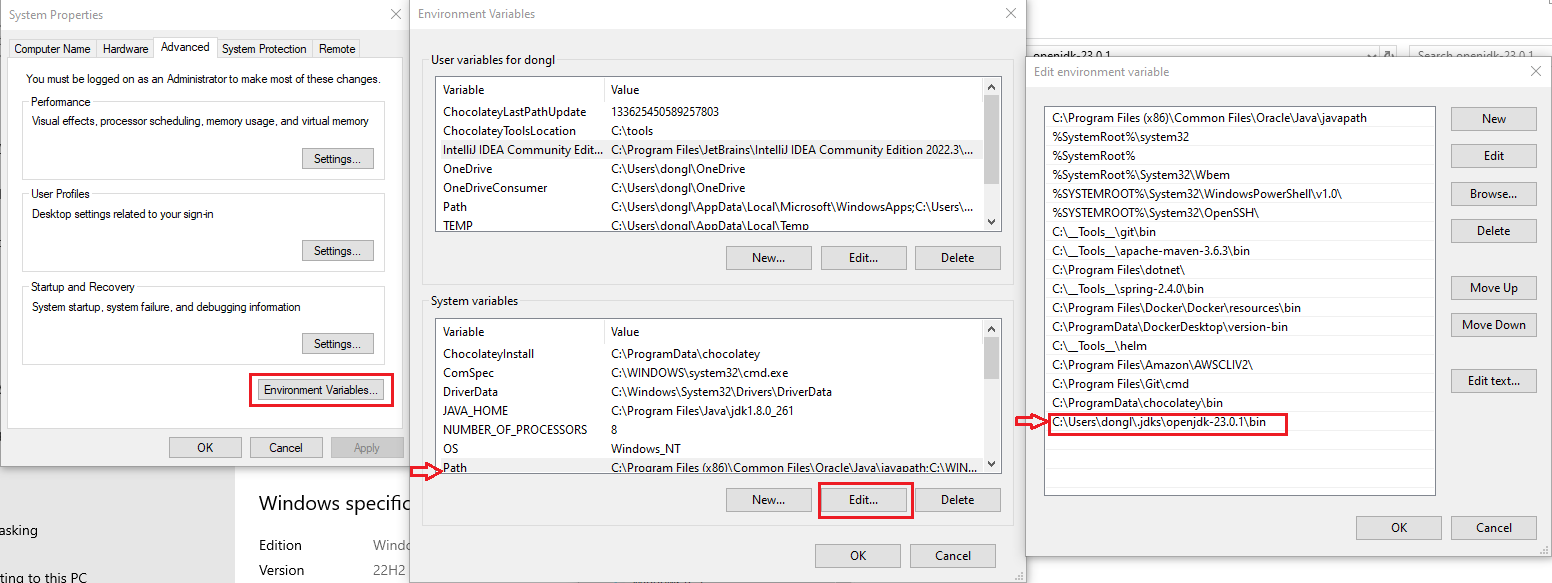 System Properties
Computer Name
Hardware
Advanced
System Protection
Remote
You must be logged on as an Administrator to make most of these changes.
Performance
Visual effects, processor scheduling, memory usage, and virtual memory
Settings...
User Profiles
Desktop settings related to your sign-in
Settings...
Startup and Recovery
System startup, system failure, and debugging information
Settings...
Environment Variables...
OK
Cancel
Apply
asking
ting to this PC
Windows specific
Edition
Version
22H2
Environment Variables
User variables for dongl
Variable Value
ChocolateyLastPathUpdate 133625450589257803
ChocolateyToolsLocation C:\tools
IntelliJ IDEA Community Edit... C:\Program Files\JetBrains\IntelliJ IDEA Community Edition 2022.3\...
OneDrive C:\Users\dongl\OneDrive
OneDriveConsumer C:\Users\dongl\OneDrive
Path C:\Users\dongl\AppData\Local\Microsoft\WindowsApps;C:\Users\...
TEMP C:\Users\dongl\AppData\Local\Temp
New...
Edit...
Delete
System variables
Variable Value
ChocolateyInstall C:\ProgramData\chocolatey
ComSpec C:\WINDOWS\system32\cmd.exe
DriverData C:\Windows\System32\Drivers\DriverData
JAVA_HOME C:\Program Files\Java\jdk1.8.0_261
NUMBER_OF_PROCESSORS 8
OS Windows_NT
Path C:\Program Files (x86)\Common Files\Oracle\Java\javapath;C:\WIN...
New...
Edit...
Delete
OK
Cancel
openjdk-23.0.1
Search openjdk-23.0.1
Edit environment variable
C:\Program Files (x86)\Common Files\Oracle\Java\javapath
%SystemRoot%\system32
%SystemRoot%
%SystemRoot%\System32\Wbem
%SYSTEMROOT%\System32\WindowsPowerShell\v1.0\
%SYSTEMROOT%\System32\OpenSSH\
C:\__Tools__\git\bin
C:\__Tools__\apache-maven-3.6.3\bin
C:\Program Files\dotnet\
C:\__Tools__\spring-2.4.0\bin
C:\Program Files\Docker\Docker\resources\bin
C:\ProgramData\DockerDesktop\version-bin
C:\__Tools__\helm
C:\Program Files\Amazon\AWSCLIV2\
C:\Program Files\Git\cmd
C:\ProgramData\chocolatey\bin
C:\Users\dongl\.jdks\openjdk-23.0.1\bin
New
Edit
Browse...
Delete
Move Up
Move Down
Edit text...
OK
Cancel